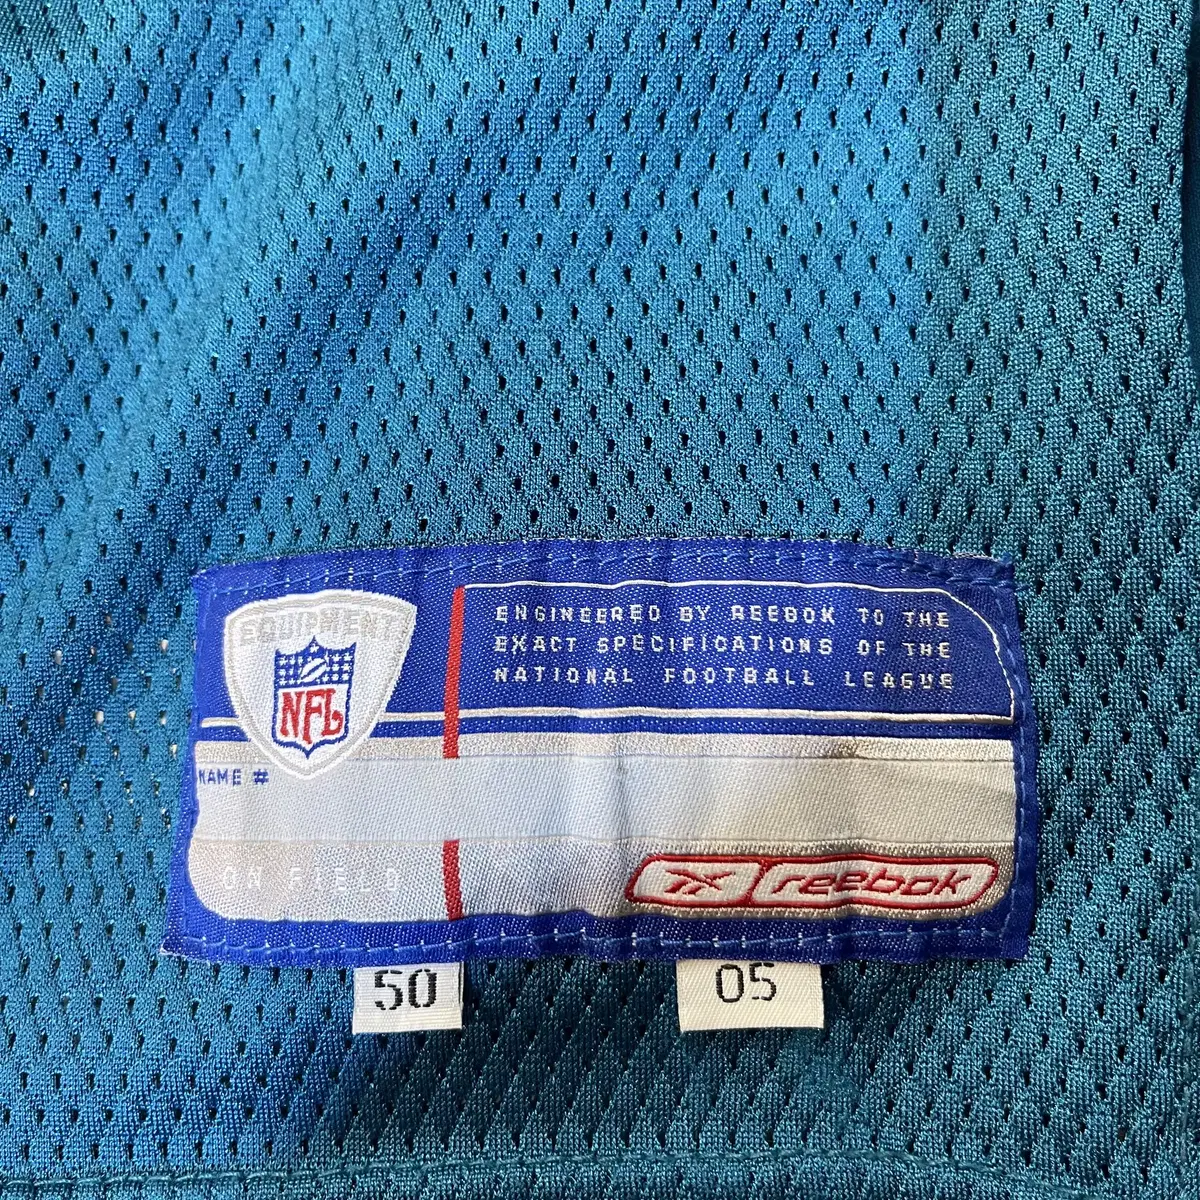 EQUIPMENT
NFL
ENGINEERED BY REEBOK TO THE
EXACT SPECIFICATIONS OF THE
NATIONAL FOOTBALL LEAGUE
NAME #
ON FIELD
reebok
50
05